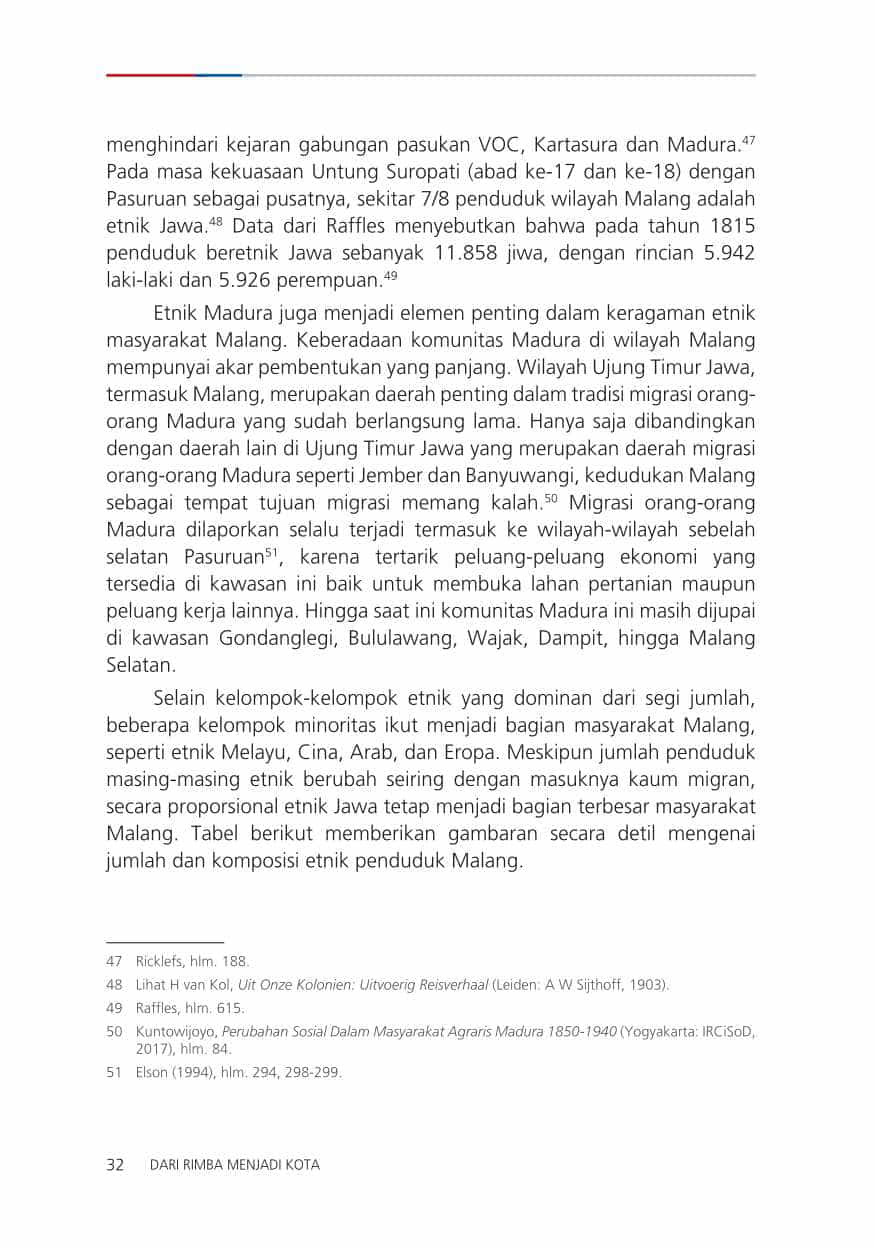 menghindari kejaran gabungan pasukan VOC, Kartasura dan Madura.47
Pada masa kekuasaan Untung Suropati (abad ke-17 dan ke-18) dengan
Pasuruan sebagai pusatnya, sekitar 7/8 penduduk wilayah Malang adalah
etnik Jawa.48 Data dari Raffles menyebutkan bahwa pada tahun 1815
penduduk beretnik Jawa sebanyak 11.858 jiwa, dengan rincian 5.942
laki-laki dan 5.926 perempuan.49
Etnik Madura juga menjadi elemen penting dalam keragaman etnik
masyarakat Malang. Keberadaan komunitas Madura di wilayah Malang
mempunyai akar pembentukan yang panjang. Wilayah Ujung Timur Jawa,
termasuk Malang, merupakan daerah penting dalam tradisi migrasi orang-
orang Madura yang sudah berlangsung lama. Hanya saja dibandingkan
dengan daerah lain di Ujung Timur Jawa yang merupakan daerah migrasi
orang-orang Madura seperti Jember dan Banyuwangi, kedudukan Malang
sebagai tempat tujuan migrasi memang kalah.50 Migrasi orang-orang
Madura dilaporkan selalu terjadi termasuk ke wilayah-wilayah sebelah
selatan Pasuruan51, karena tertarik peluang-peluang ekonomi yang
tersedia di kawasan ini baik untuk membuka lahan pertanian maupun
peluang kerja lainnya. Hingga saat ini komunitas Madura ini masih dijupai
di kawasan Gondanglegi, Bululawang, Wajak, Dampit, hingga Malang
Selatan.
Selain kelompok-kelompok etnik yang dominan dari segi jumlah,
beberapa kelompok minoritas ikut menjadi bagian masyarakat Malang,
seperti etnik Melayu, Cina, Arab, dan Eropa. Meskipun jumlah penduduk
masing-masing etnik berubah seiring dengan masuknya kaum migran,
secara proporsional etnik Jawa tetap menjadi bagian terbesar masyarakat
Malang. Tabel berikut memberikan gambaran secara detil mengenai
jumlah dan komposisi etnik penduduk Malang.
47 Ricklefs, hlm. 188.
48 Lihat H van Kol, Uit Onze Kolonien: Uitvoerig Reisverhaal (Leiden: A W Sijthoff, 1903).
49 Raffles, hlm. 615.
50 Kuntowijoyo, Perubahan Sosial Dalam Masyarakat Agraris Madura 1850-1940 (Yogyakarta: IRCiSoD,
2017), hlm. 84.
51 Elson (1994), hlm. 294, 298-299.
32 DARI RIMBA MENJADI KOTA